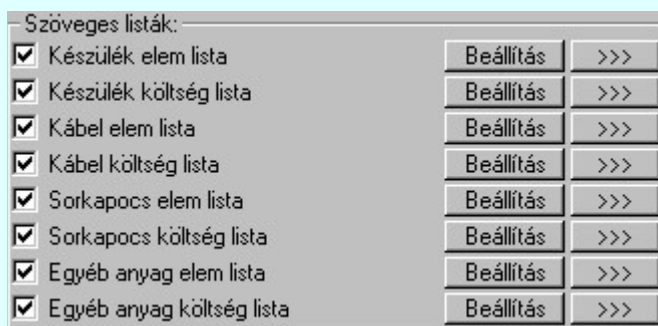 Szöveges listák:
Készülék elem lista Beállítás >>>
Készülék költség lista Beállítás >>>
Kábel elem lista Beállítás >>>
Kábel költség lista Beállítás >>>
Sorkapocs elem lista Beállítás >>>
Sorkapocs költség lista Beállítás >>>
Egyéb anyag elem lista Beállítás >>>
Egyéb anyag költség lista Beállítás >>>